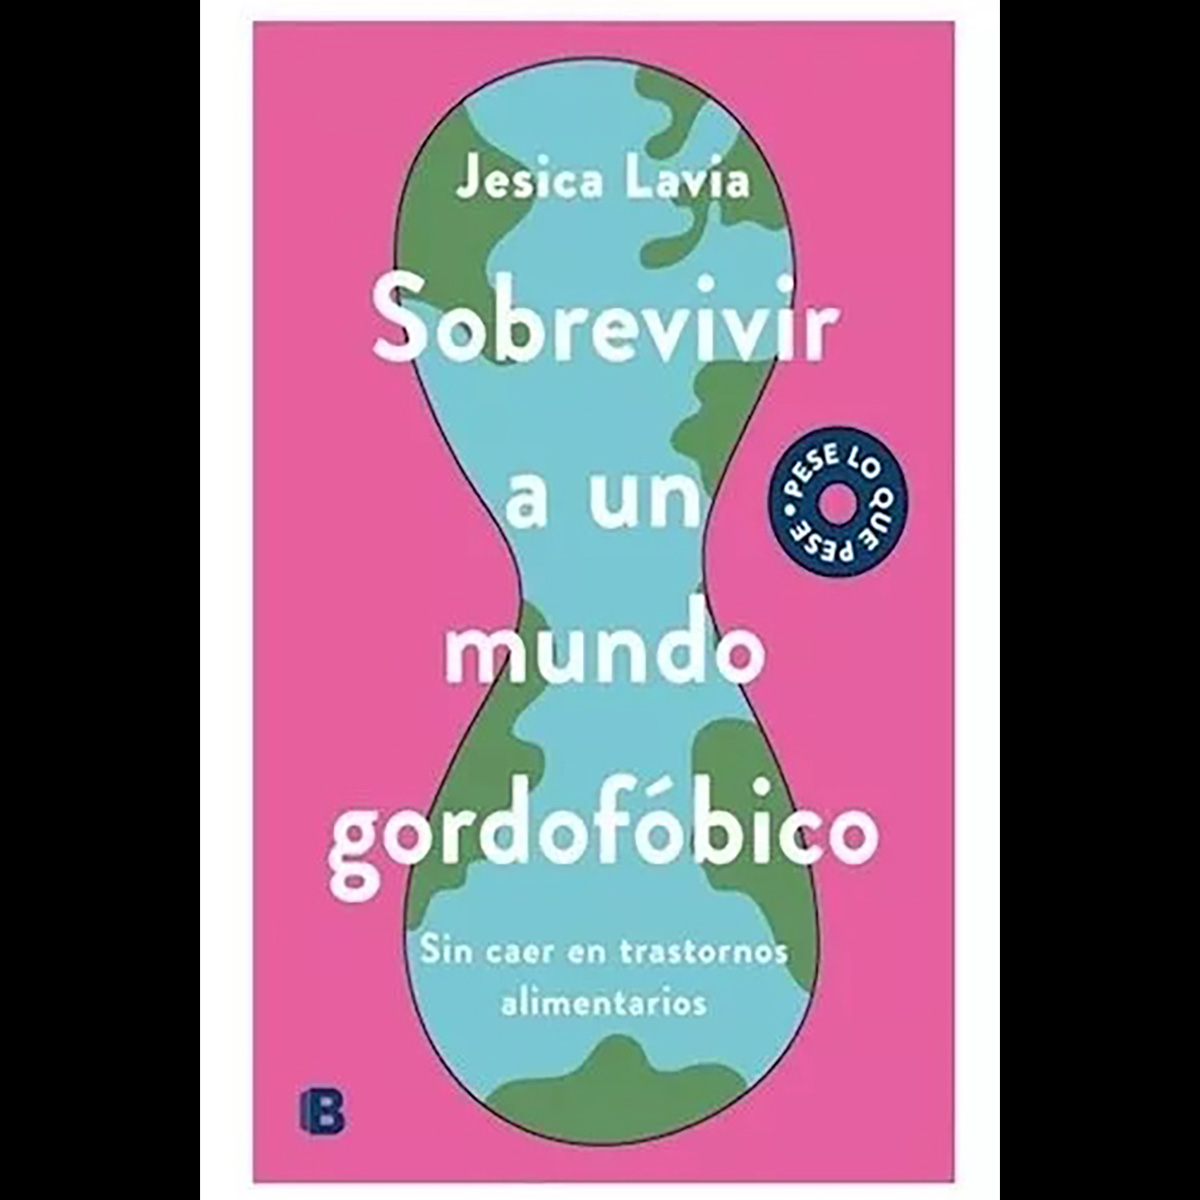 Jesica Lavia
Sobrevivir
a un
PESE LO QUE PESE •
mundo
gordofóbico
Sin caer en trastornos
alimentarios
B